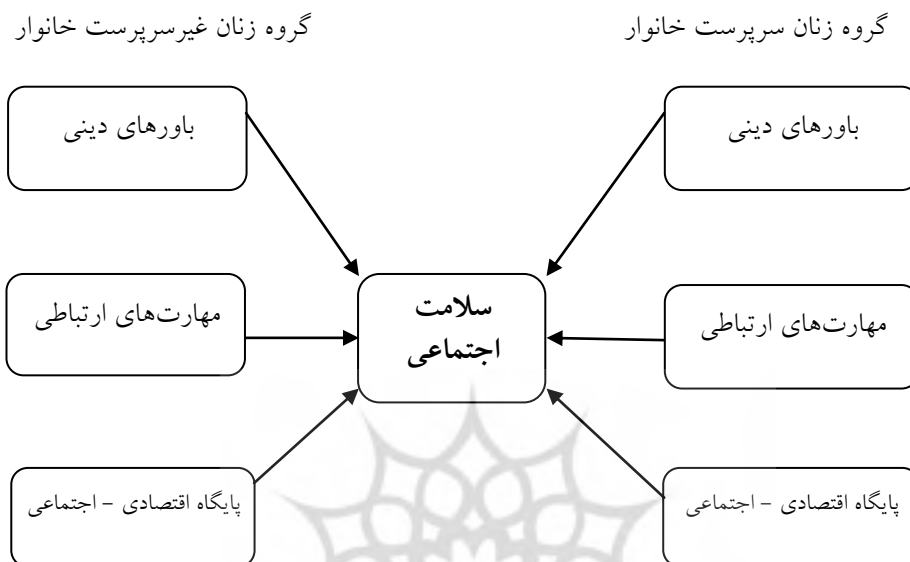 گروه زنان سرپرست خانوار
گروه زنان غیرسرپرست خانوار
باورهای دینی
باورهای دینی
سلامت
اجتماعی
مهارت‌های ارتباطی
مهارت‌های ارتباطی
پایگاه اقتصادی - اجتماعی
پایگاه اقتصادی - اجتماعی